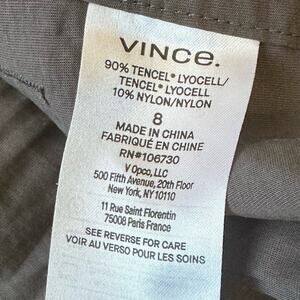 VINCE.
90% TENCEL® LYOCELL/
TENCEL® LYOCELL
10% NYLON/NYLON
8
MADE IN CHINA
FABRIQUÉ EN CHINE
RN#106730
V Opco, LLC
500 Fifth Avenue, 20th Floor
New York, NY 10110
11 Rue Saint Florentin
75008 Paris France
SEE REVERSE FOR CARE
VOIR AU VERSO POUR LES SOINS